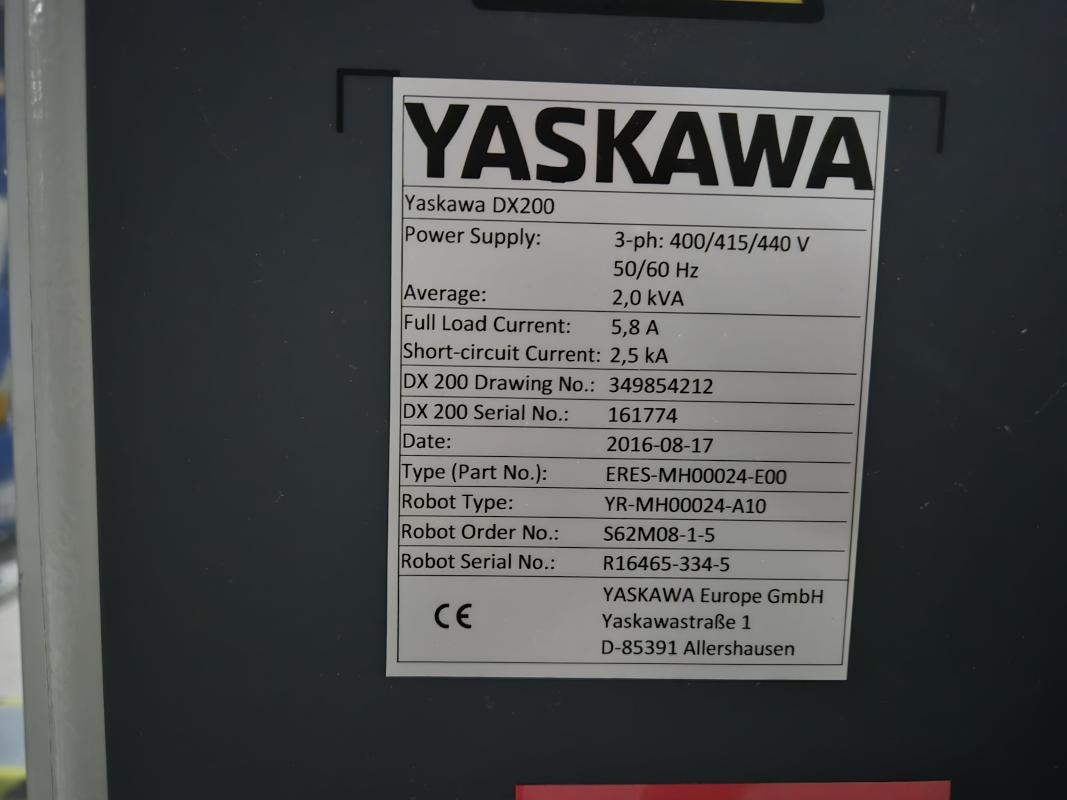 YASKAWA
Yaskawa DX200
Power Supply: 3-ph: 400/415/440 V
50/60 Hz
Average: 2,0 kVA
Full Load Current: 5,8 A
Short-circuit Current: 2,5 kA
DX 200 Drawing No.: 349854212
DX 200 Serial No.: 161774
Date: 2016-08-17
Type (Part No.): ERES-MH00024-E00
Robot Type: YR-MH00024-A10
Robot Order No.: S62M08-1-5
Robot Serial No.: R16465-334-5
CE
YASKAWA Europe GmbH
Yaskawastraße 1
D-85391 Allershausen